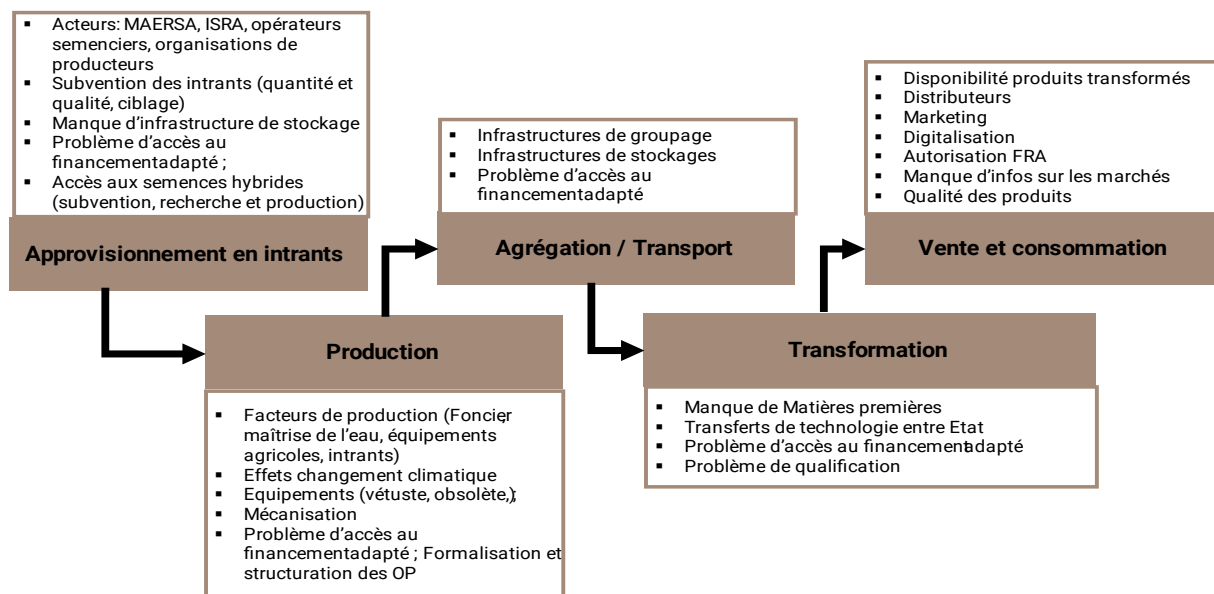 ▪ Acteurs: MAERSA, ISRA, opérateurs
semenciers, organisations de
producteurs
▪ Subvention des intrants (quantité et
qualité, ciblage)
▪ Manque d'infrastructure de stockage
▪ Problème d'accès au
financementadapté ;
▪ Accès aux semences hybrides
(subvention, recherche et production)
Approvisionnement en intrants
Production
▪ Facteurs de production (Foncier,
maîtrise de l'eau, équipements
agricoles, intrants)
▪ Effets changement climatique
▪ Equipements (vétuste, obsolète,);
▪ Mécanisation
▪ Problème d'accès au
financementadapté ; Formalisation et
structuration des OP
▪ Infrastructures de groupage
▪ Infrastructures de stockages
▪ Problème d'accès au
financementadapté
Agrégation / Transport
Transformation
▪ Manque de Matières premières
▪ Transferts de technologie entre Etat
▪ Problème d'accès au financementadapté
▪ Problème de qualification
▪ Disponibilité produits transformés
▪ Distributeurs
▪ Marketing
▪ Digitalisation
▪ Autorisation FRA
▪ Manque d'infos sur les marchés
▪ Qualité des produits
Vente et consommation